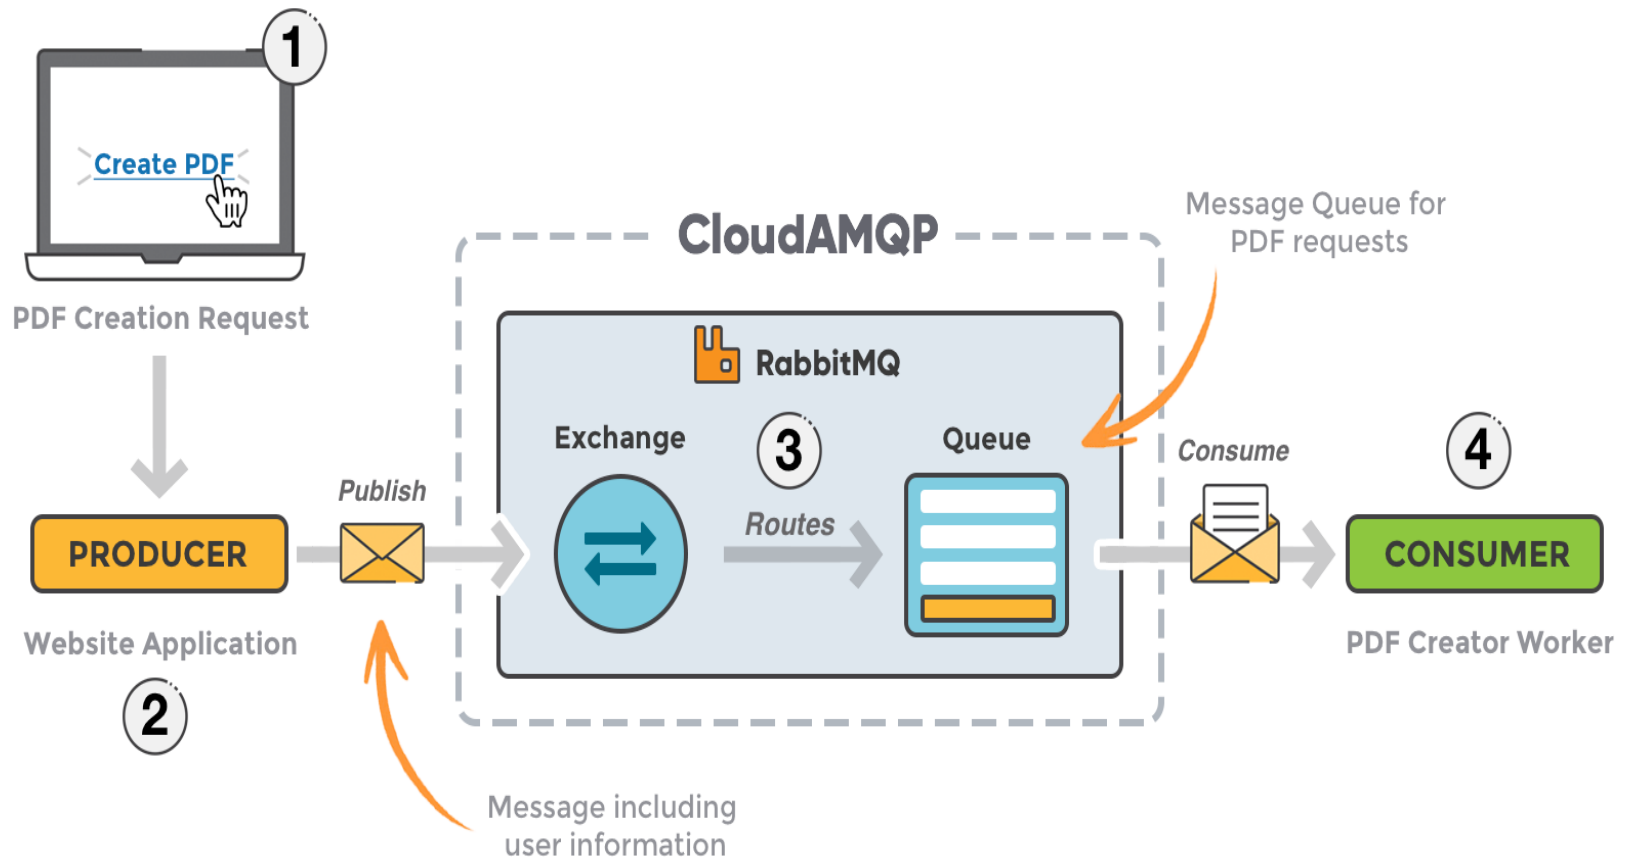 1
Create PDF
PDF Creation Request
CloudAMQP
Message Queue for
PDF requests
RabbitMQ
Exchange
3
Queue
Consume
4
Publish
Routes
PRODUCER
CONSUMER
Website Application
PDF Creator Worker
2
Message including
user information